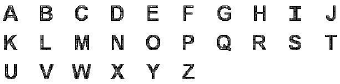 A B C D E F G H I J
K L M N O P Q R S T
U V W X Y Z